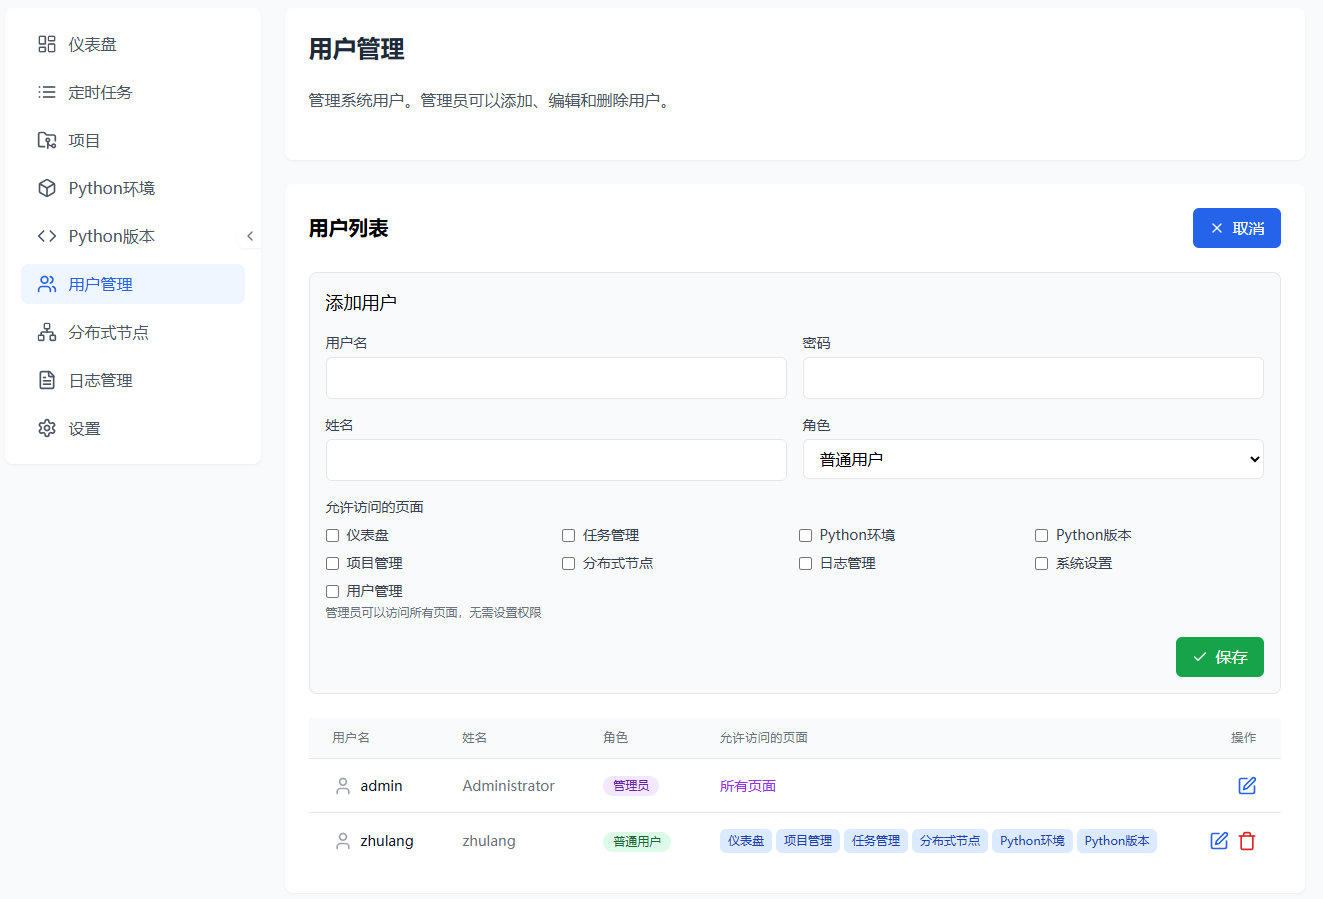 仪表盘
定时任务
项目
Python环境
Python版本
用户管理
分布式节点
日志管理
设置
用户管理
管理系统用户。管理员可以添加、编辑和删除用户。
用户列表
取消
添加用户
用户名 密码
姓名 角色
普通用户
允许访问的页面
仪表盘 任务管理 Python环境 Python版本
项目管理 分布式节点 日志管理 系统设置
用户管理
管理员可以访问所有页面，无需设置权限
保存
用户名 姓名 角色 允许访问的页面 操作
admin Administrator 管理员 所有页面
zhulang zhulang 普通用户 仪表盘 项目管理 任务管理 分布式节点 Python环境 Python版本